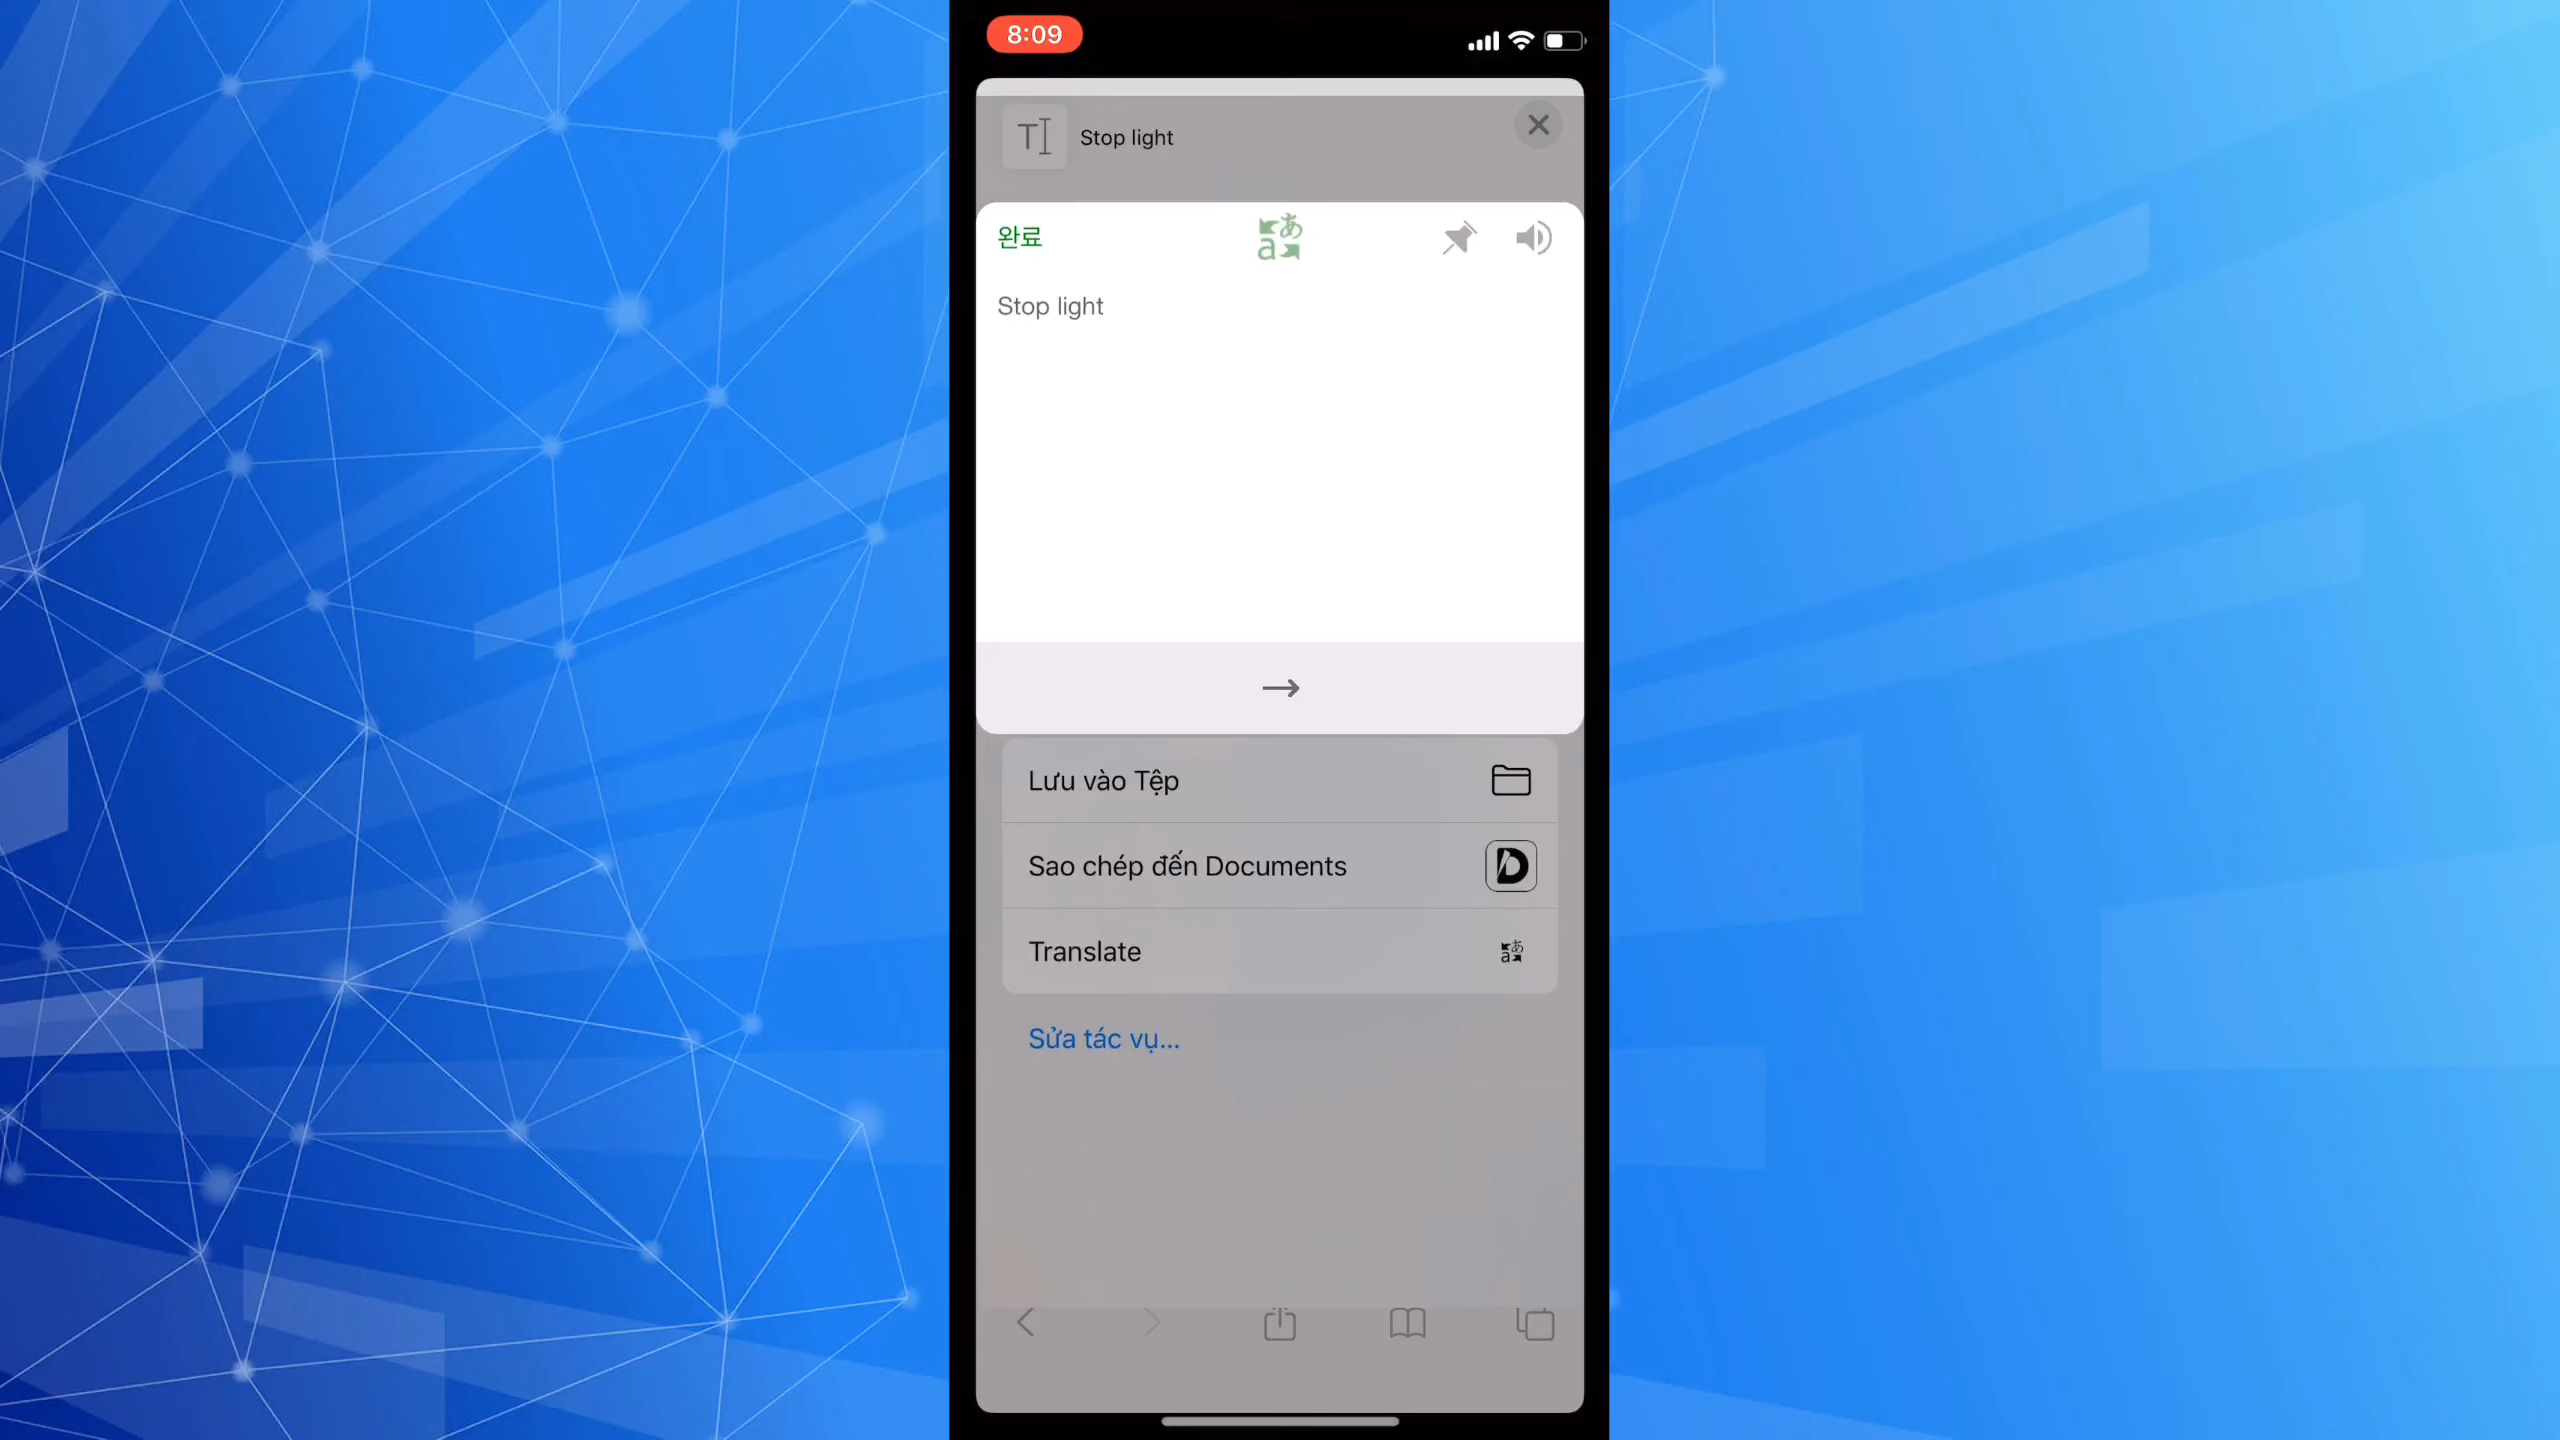 8:09
Stop light
완료
Stop light
Lưu vào Tệp
Sao chép đến Documents
Translate
Sửa tác vụ...